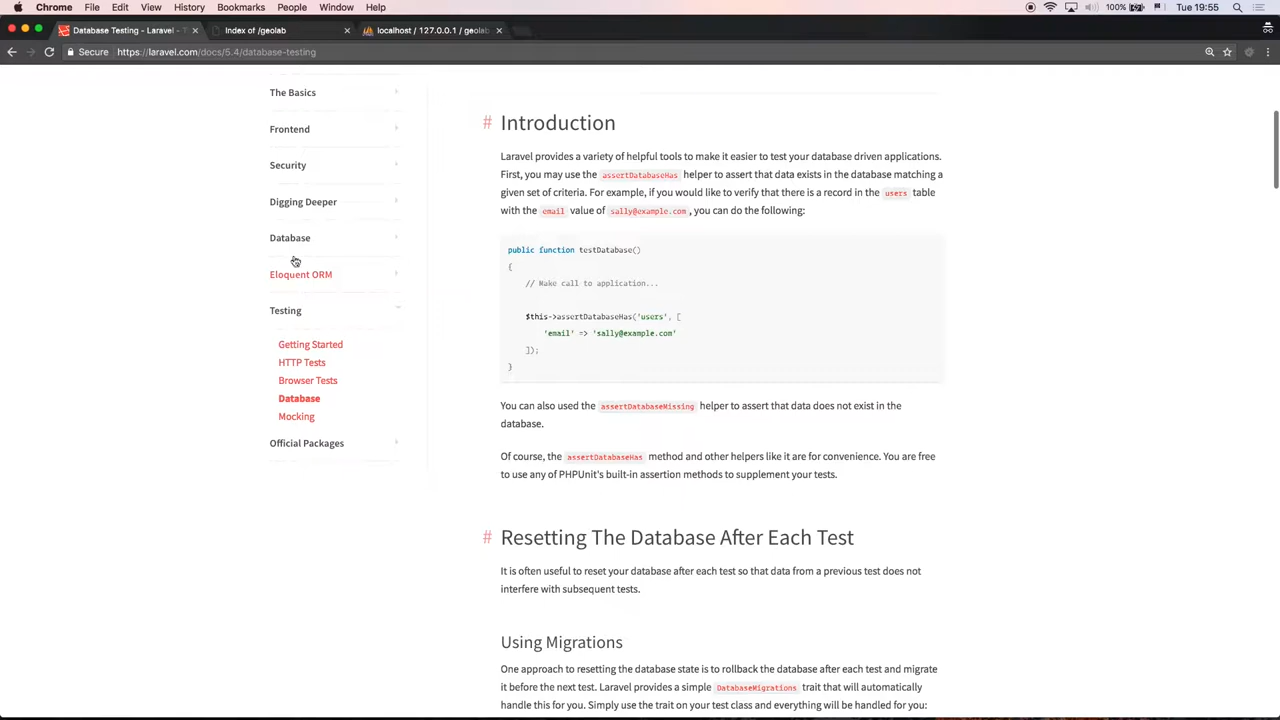 Chrome File Edit View History Bookmarks People Window Help 100% Tue 19:55
Database Testing - Laravel - T Index of /geolab localhost / 127.0.0.1 / geolab
Secure https://laravel.com/docs/5.4/database-testing
The Basics
Frontend
Security
Digging Deeper
Database
Eloquent ORM
Testing
Getting Started
HTTP Tests
Browser Tests
Database
Mocking
Official Packages
# Introduction
Laravel provides a variety of helpful tools to make it easier to test your database driven applications.
First, you may use the assertDatabaseHas helper to assert that data exists in the database matching a
given set of criteria. For example, if you would like to verify that there is a record in the users table
with the email value of sally@example.com, you can do the following:
public function testDatabase()
{
// Make call to application...
$this->assertDatabaseHas('users', [
'email' => 'sally@example.com'
]);
}
You can also used the assertDatabaseMissing helper to assert that data does not exist in the
database.
Of course, the assertDatabaseHas method and other helpers like it are for convenience. You are free
to use any of PHPUnit's built-in assertion methods to supplement your tests.
# Resetting The Database After Each Test
It is often useful to reset your database after each test so that data from a previous test does not
interfere with subsequent tests.
Using Migrations
One approach to resetting the database state is to rollback the database after each test and migrate
it before the next test. Laravel provides a simple DatabaseMigrations trait that will automatically
handle this for you. Simply use the trait on your test class and everything will be handled for you: